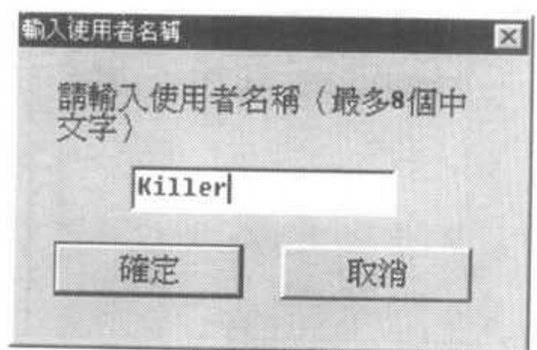 輸入使用者名稱
請輸入使用者名稱（最多8個中
文字）
Killer
確定
取消